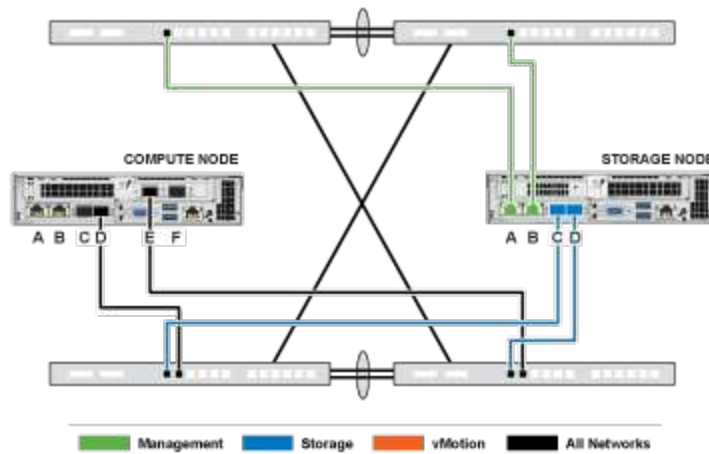 COMPUTE NODE
STORAGE NODE
A B C D E F
A B C D
Management Storage vMotion All Networks